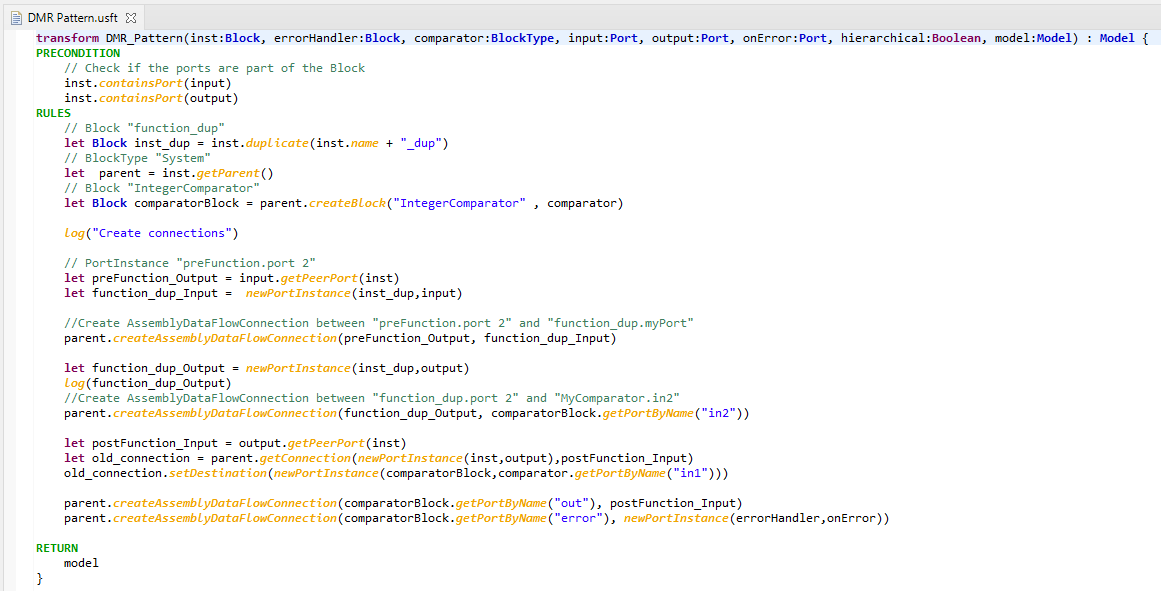 DMR Pattern.usft
transform DMR_Pattern(inst:Block, errorHandler:Block, comparator:BlockType, input:Port, output:Port, onError:Port, hierarchical:Boolean, model:Model) : Model {
PRECONDITION
// Check if the ports are part of the Block
inst.containsPort(input)
inst.containsPort(output)
RULES
// Block "function_dup"
let Block inst_dup = inst.duplicate(inst.name + "_dup")
// BlockType "System"
let  parent = inst.getParent()
// Block "IntegerComparator"
let Block comparatorBlock = parent.createBlock("IntegerComparator" , comparator)
log("Create connections")
// PortInstance "preFunction.port 2"
let preFunction_Output = input.getPeerPort(inst)
let function_dup_Input =  newPortInstance(inst_dup,input)
//Create AssemblyDataFlowConnection between "preFunction.port 2" and "function_dup.myPort"
parent.createAssemblyDataFlowConnection(preFunction_Output, function_dup_Input)
let function_dup_Output = newPortInstance(inst_dup,output)
log(function_dup_Output)
//Create AssemblyDataFlowConnection between "function_dup.port 2" and "MyComparator.in2"
parent.createAssemblyDataFlowConnection(function_dup_Output, comparatorBlock.getPortByName("in2"))
let postFunction_Input = output.getPeerPort(inst)
let old_connection = parent.getConnection(newPortInstance(inst,output),postFunction_Input)
old_connection.setDestination(newPortInstance(comparatorBlock,comparator.getPortByName("in1")))
parent.createAssemblyDataFlowConnection(comparatorBlock.getPortByName("out"), postFunction_Input)
parent.createAssemblyDataFlowConnection(comparatorBlock.getPortByName("error"), newPortInstance(errorHandler,onError))
RETURN
model
}